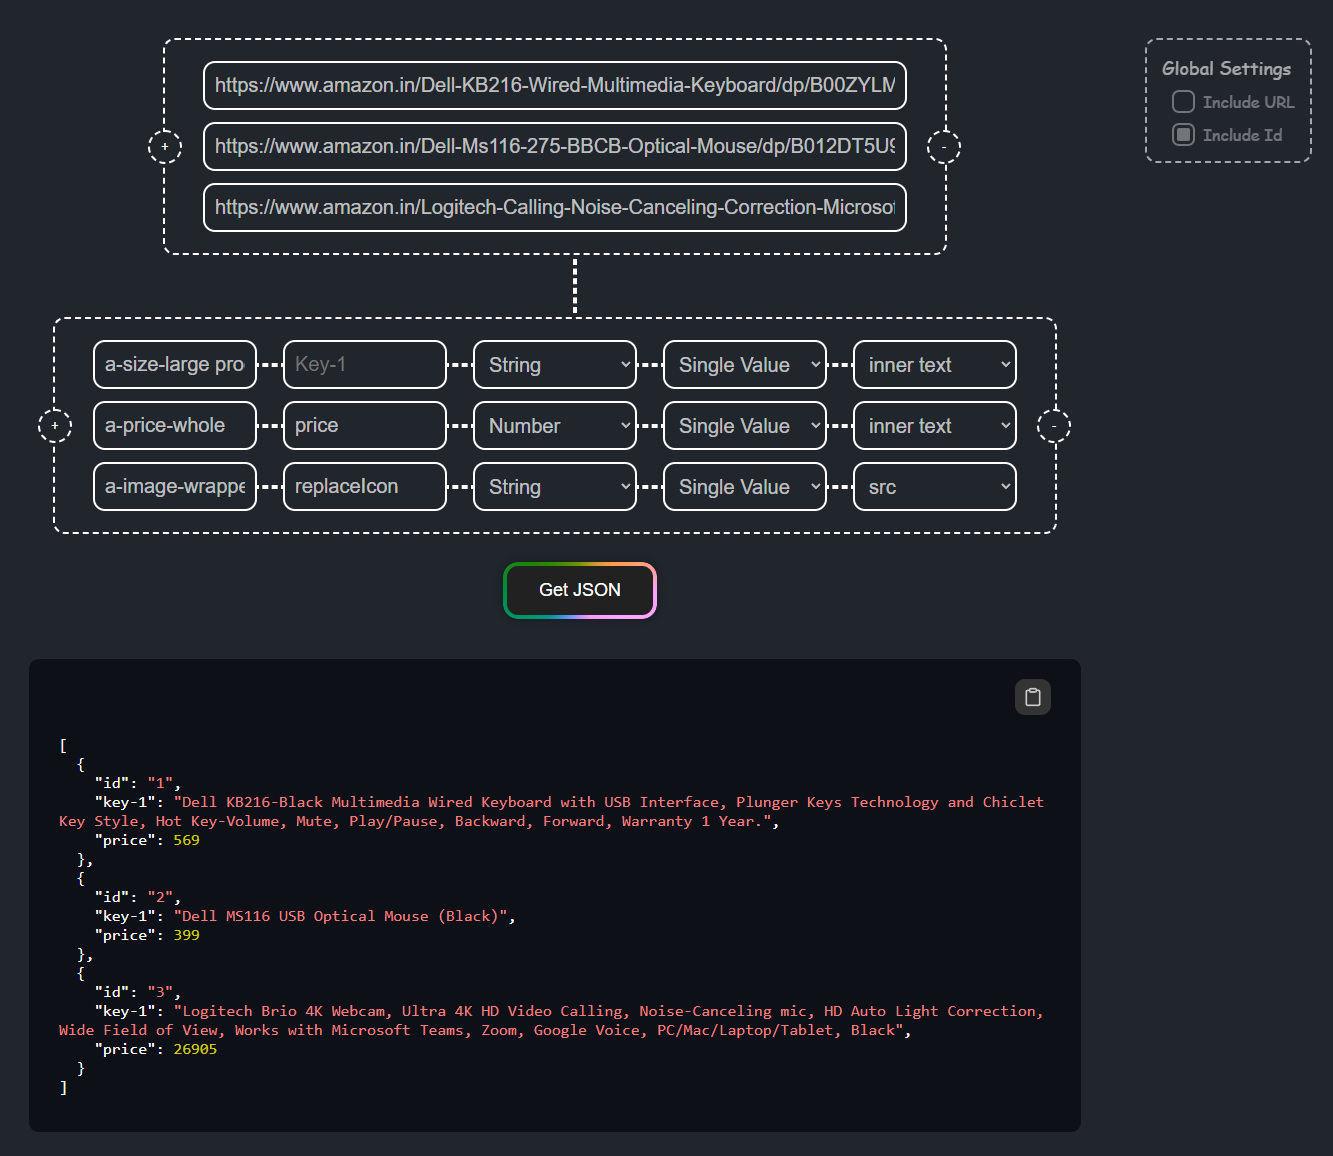 https://www.amazon.in/Dell-KB216-Wired-Multimedia-Keyboard/dp/B00ZYLM
Global Settings
Include URL
https://www.amazon.in/Dell-Ms116-275-BBCB-Optical-Mouse/dp/B012DT5U9
+
-
Include Id
https://www.amazon.in/Logitech-Calling-Noise-Canceling-Correction-Microsof
a-size-large pro Key-1 String Single Value inner text
+ a-price-whole price Number Single Value inner text -
a-image-wrappe replaceIcon String Single Value src
Get JSON
[
{
"id": "1",
"key-1": "Dell KB216-Black Multimedia Wired Keyboard with USB Interface, Plunger Keys Technology and Chiclet
Key Style, Hot Key-Volume, Mute, Play/Pause, Backward, Forward, Warranty 1 Year.",
"price": 569
},
{
"id": "2",
"key-1": "Dell MS116 USB Optical Mouse (Black)",
"price": 399
},
{
"id": "3",
"key-1": "Logitech Brio 4K Webcam, Ultra 4K HD Video Calling, Noise-Canceling mic, HD Auto Light Correction,
Wide Field of View, Works with Microsoft Teams, Zoom, Google Voice, PC/Mac/Laptop/Tablet, Black",
"price": 26905
}
]